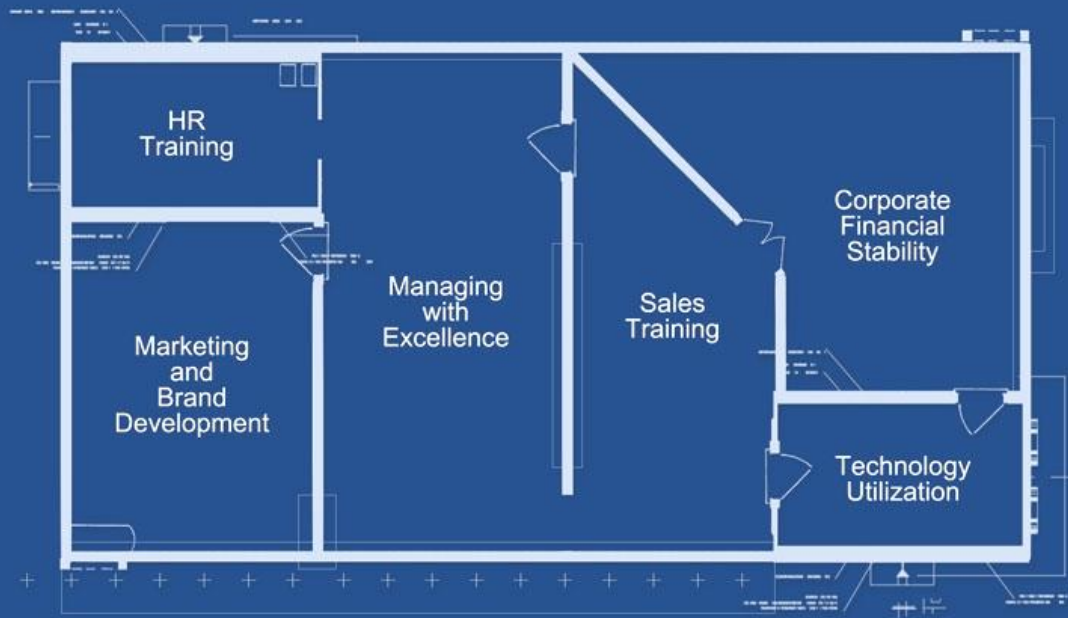 HR
Training
Managing
with
Excellence
Marketing
and
Brand
Development
Sales
Training
Corporate
Financial
Stability
Technology
Utilization